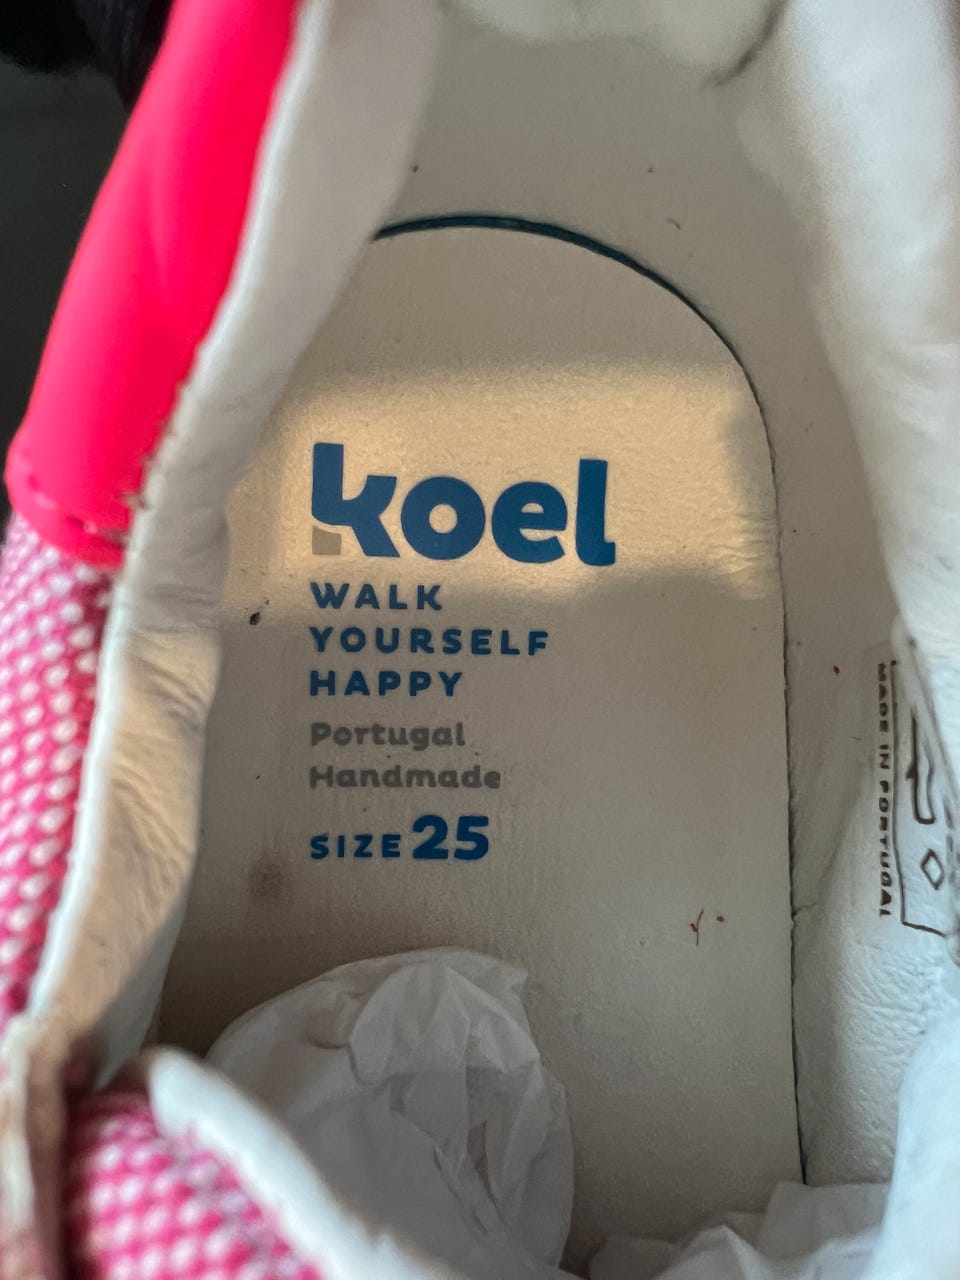 koel
WALK
YOURSELF
HAPPY
Portugal
Handmade
SIZE 25
MADE IN PORTUGAL